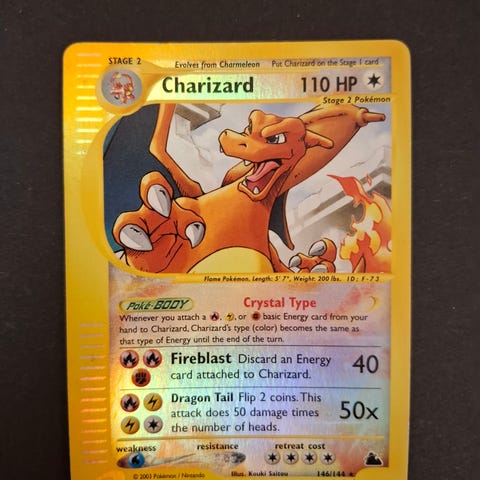 STAGE 2 Evolves from Charmeleon Put Charizard on the Stage 1 card
Charizard 110 HP
Stage 2 Pokémon
Flame Pokémon. Length: 5' 7", Weight: 200 lbs. ID: F-73
Poké-BODY Crystal Type
Whenever you attach a , , or basic Energy card from your
hand to Charizard, Charizard's type (color) becomes the same as
that type of Energy until the end of the turn.
Fireblast Discard an Energy 40
card attached to Charizard.
Dragon Tail Flip 2 coins. This
attack does 50 damage times 50x
the number of heads.
weakness resistance retreat cost
Illus. Kouki Saitou 146/144
© 2003 Pokémon / Nintendo